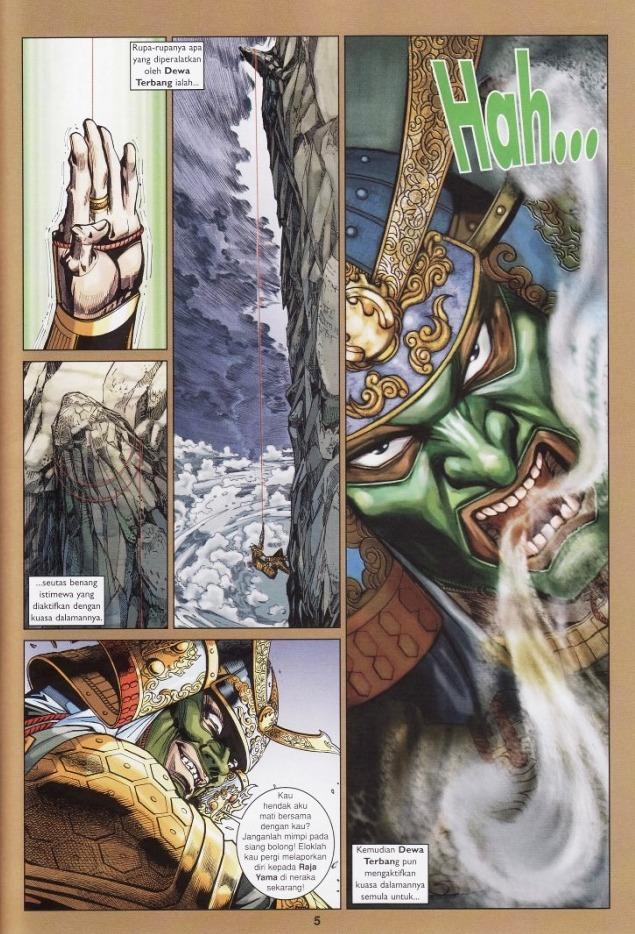 Rupa-rupanya apa
yang diperalatkan
oleh Dewa
Terbang ialah...
...seutas benang
istimewa yang
diaktifkan dengan
kuasa dalamannya.
Kau
hendak aku
mati bersama
dengan kau?
Janganlah mimpi pada
siang bolong! Eloklah
kau pergi melaporkan
diri kepada Raja
Yama di neraka
sekarang!
Hah...
Kemudian Dewa
Terbang pun
mengaktifkan
kuasa dalamannya
semula untuk...
5